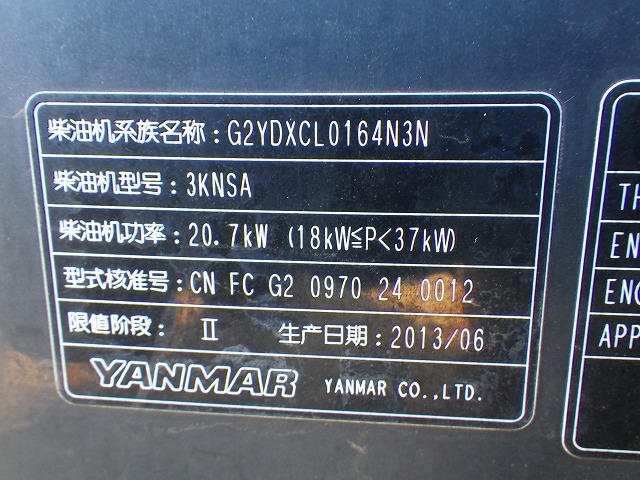 柴油机系族名称：G2YDXCL0164N3N
柴油机型号：3KNSA
柴油机功率：20.7kW (18kW≦P<37kW)
型式核准号：CN FC G2 0970 24 0012
限值阶段： Ⅱ 生产日期：2013/06
YANMAR YANMAR CO.,LTD.
TH
EN
ENG
APP